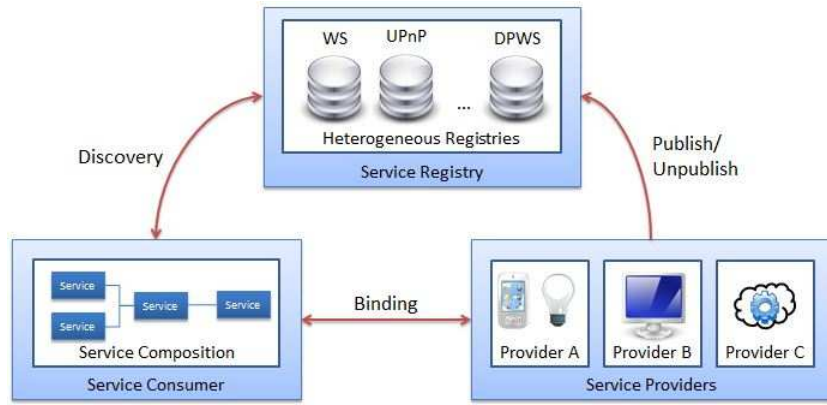 WS UPnP DPWS
...
Heterogeneous Registries
Service Registry
Discovery
Publish/
Unpublish
Service
Service
Service
Service
Service Composition
Service Consumer
Binding
Provider A
Provider B
Provider C
Service Providers